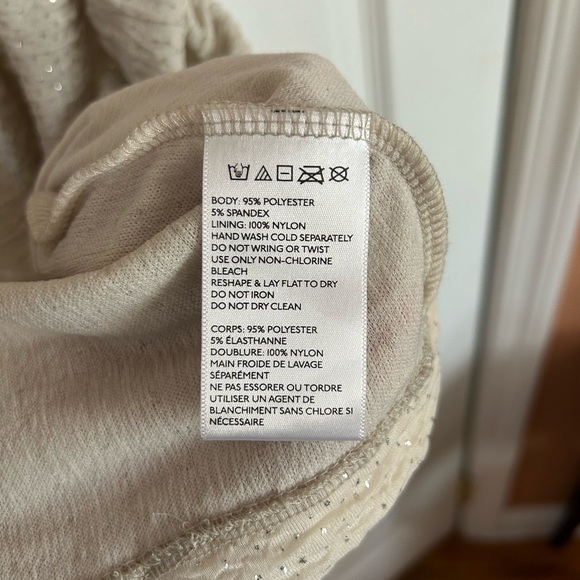 BODY: 95% POLYESTER
5% SPANDEX
LINING: 100% NYLON
HAND WASH COLD SEPARATELY
DO NOT WRING OR TWIST
USE ONLY NON-CHLORINE
BLEACH
RESHAPE & LAY FLAT TO DRY
DO NOT IRON
DO NOT DRY CLEAN
CORPS: 95% POLYESTER
5% ÉLASTHANNE
DOUBLURE: 100% NYLON
MAIN FROIDE DE LAVAGE
SÉPARÉMENT
NE PAS ESSORER OU TORDRE
UTILISER UN AGENT DE
BLANCHIMENT SANS CHLORE SI
NÉCESSAIRE